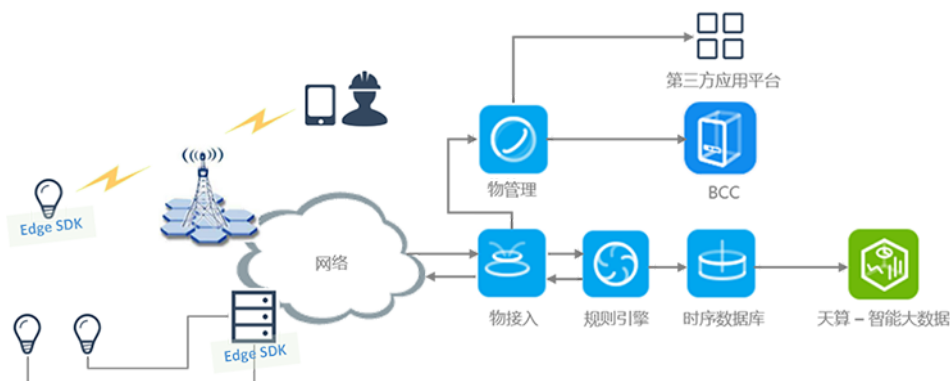 第三方应用平台
物管理
BCC
Edge SDK
网络
物接入
规则引擎
时序数据库
天算－智能大数据
Edge SDK